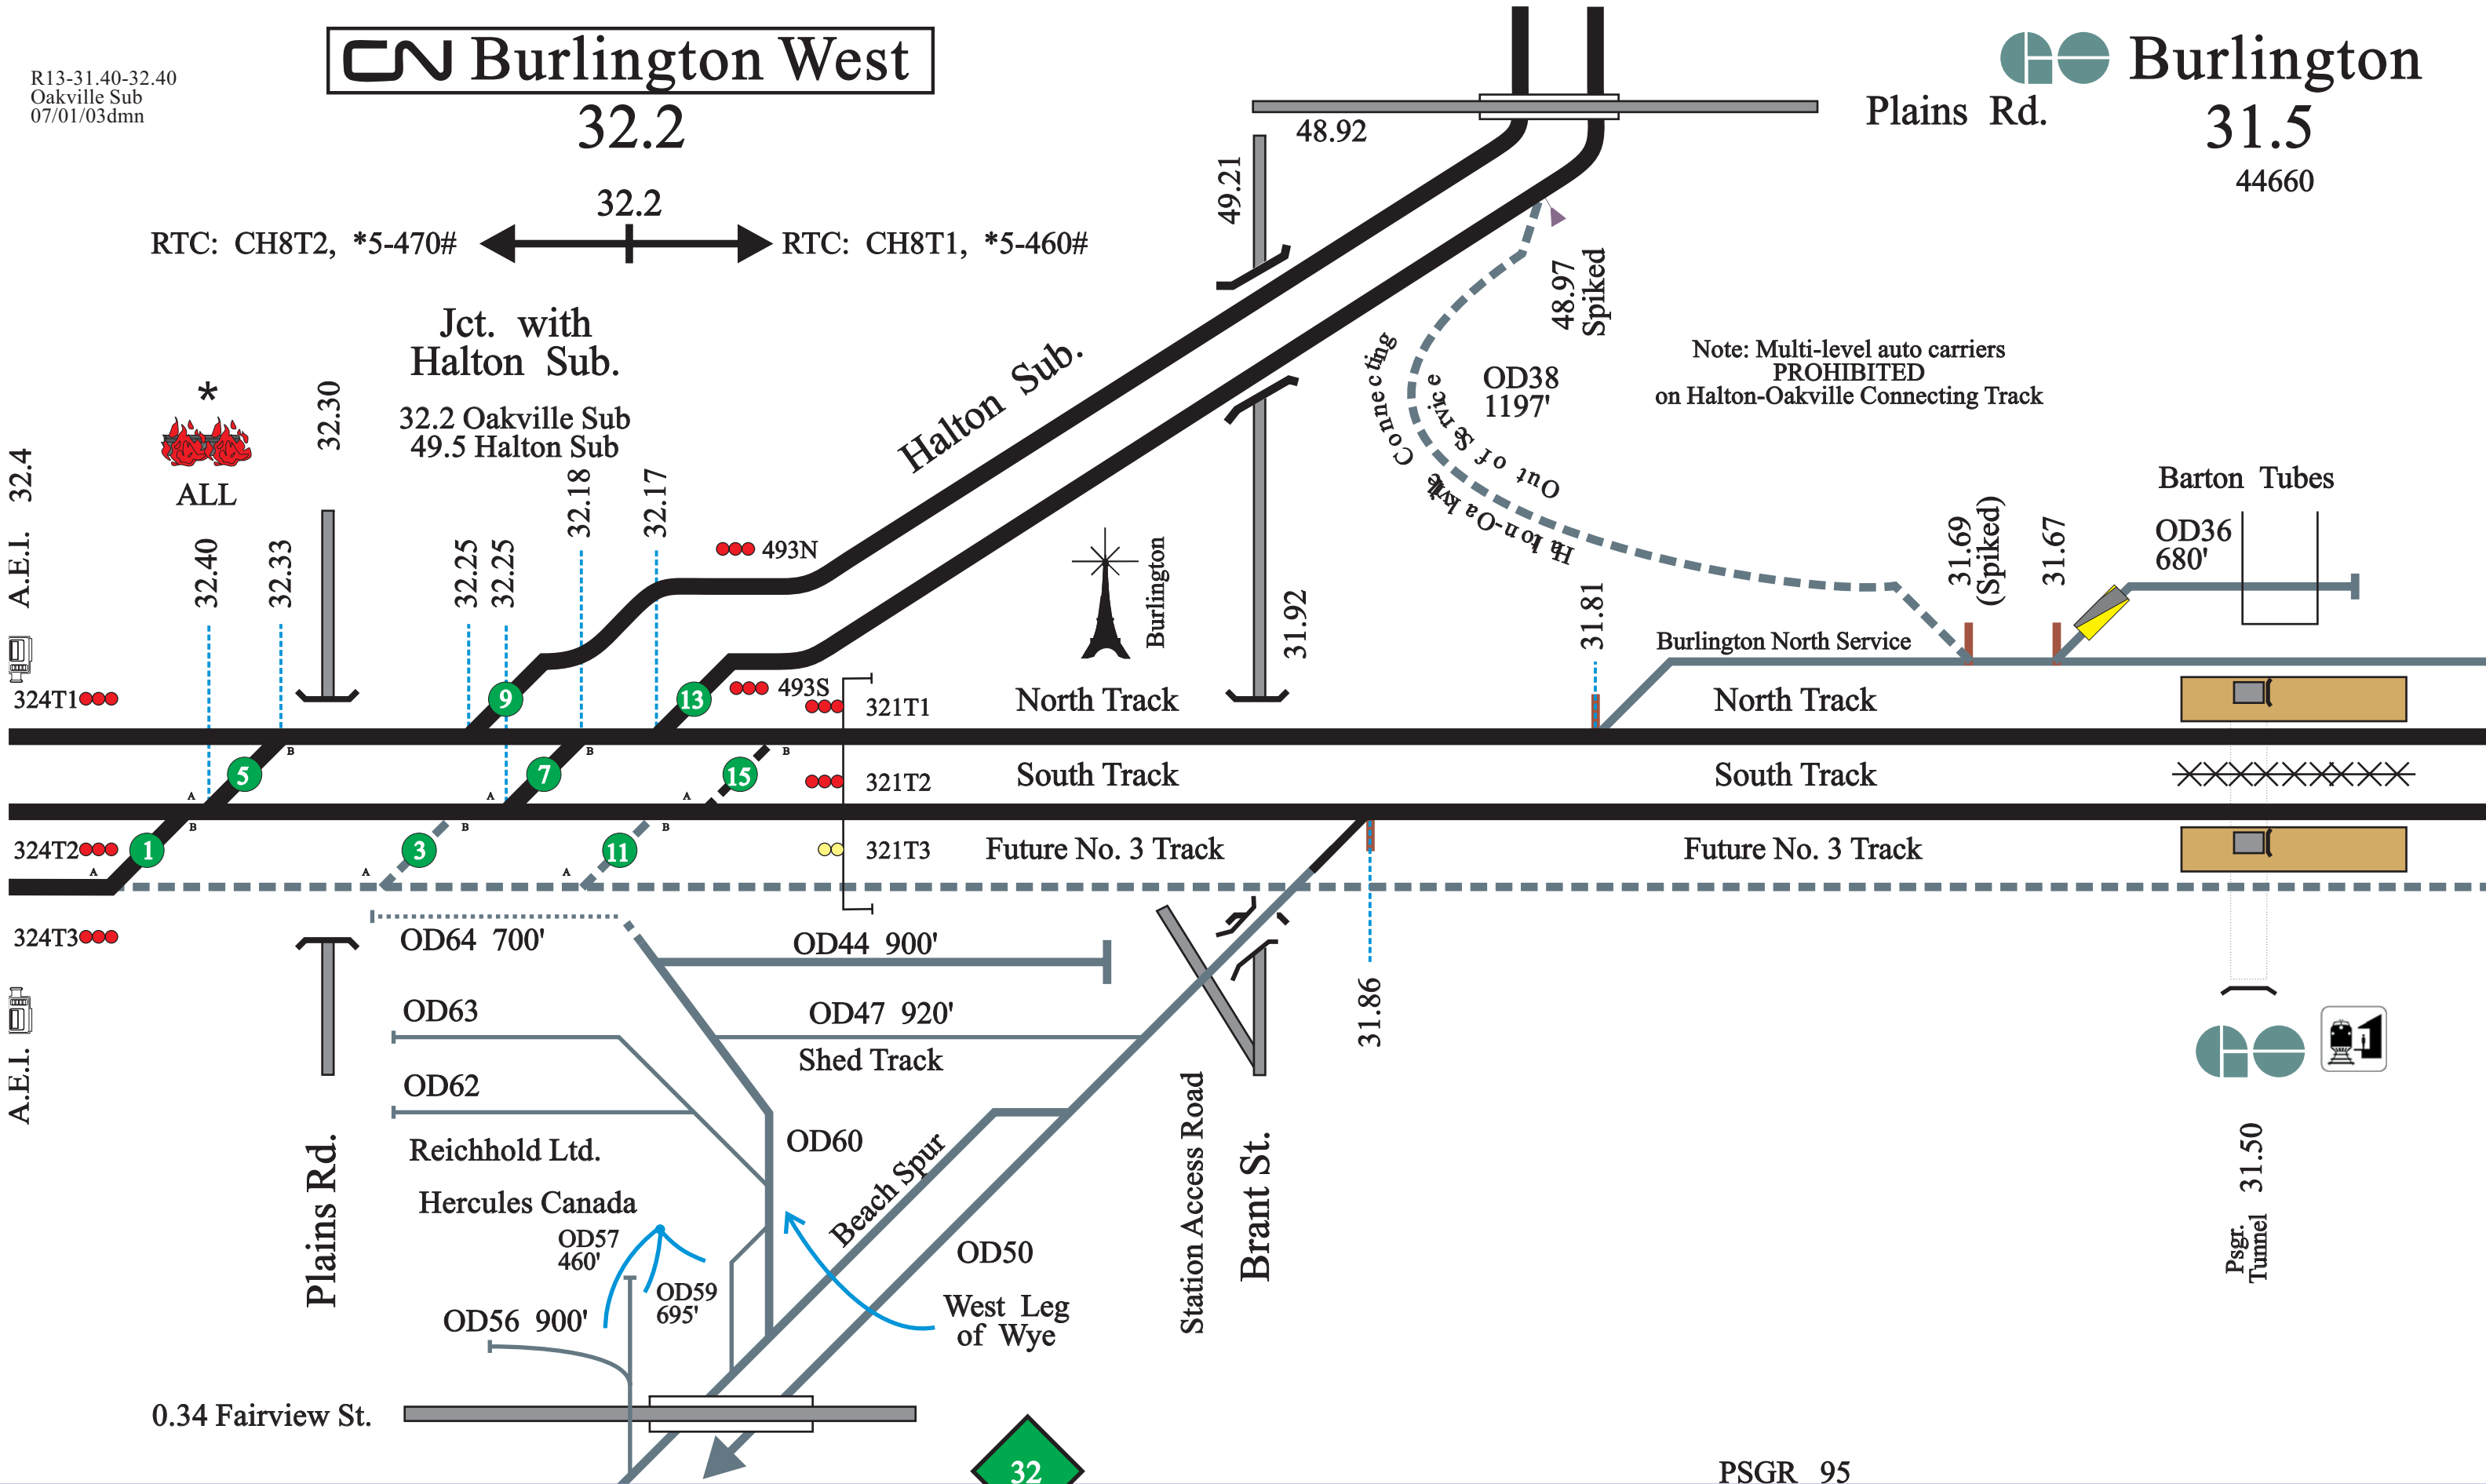 R13-31.40-32.40
Oakville Sub
07/01/03dmn
CN Burlington West
32.2
32.2
RTC: CH8T2, *5-470#
RTC: CH8T1, *5-460#
GO Burlington
31.5
44660
Plains Rd.
48.92
49.21
48.97
Spiked
Jct. with
Halton Sub.
32.2 Oakville Sub
49.5 Halton Sub
Halton Sub.
Halton-Oakville Connecting
Out of Service
OD38
1197'
Note: Multi-level auto carriers
PROHIBITED
on Halton-Oakville Connecting Track
*
ALL
A.E.I. 32.4
32.40
32.33
32.30
32.25
32.25
32.18
32.17
493N
493S
Burlington
31.92
31.81
31.69
(Spiked)
31.67
Barton Tubes
OD36
680'
Burlington North Service
324T1
9
13
321T1
North Track
North Track
B
B
B
5
7
15
321T2
South Track
South Track
A
A
A
B
B
B
324T2
1
3
11
321T3
Future No. 3 Track
Future No. 3 Track
A
A
A
324T3
A.E.I.
OD64 700'
OD44 900'
OD63
OD47 920'
Shed Track
OD62
OD60
Reichhold Ltd.
Hercules Canada
OD57
460'
OD59
695'
OD56 900'
Plains Rd.
Beach Spur
OD50
West Leg
of Wye
Station Access Road
Brant St.
31.86
GO
Psgr.
Tunnel 31.50
0.34 Fairview St.
32
PSGR 95